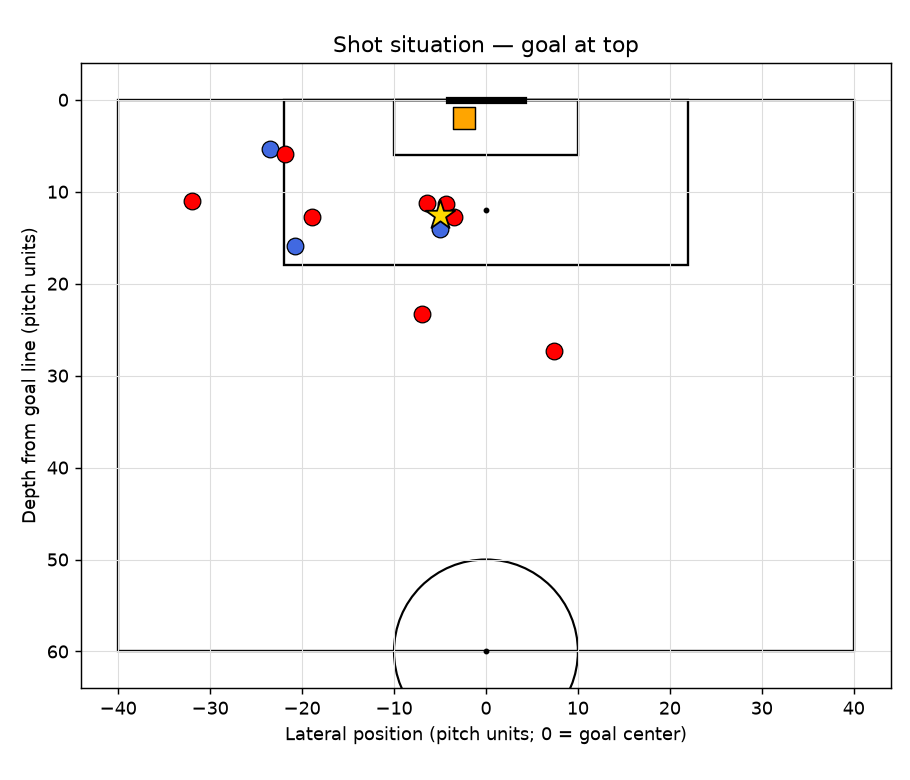 Shot situation — goal at top
Depth from goal line (pitch units)
0
10
20
30
40
50
60
−40 −30 −20 −10 0 10 20 30 40
Lateral position (pitch units; 0 = goal center)